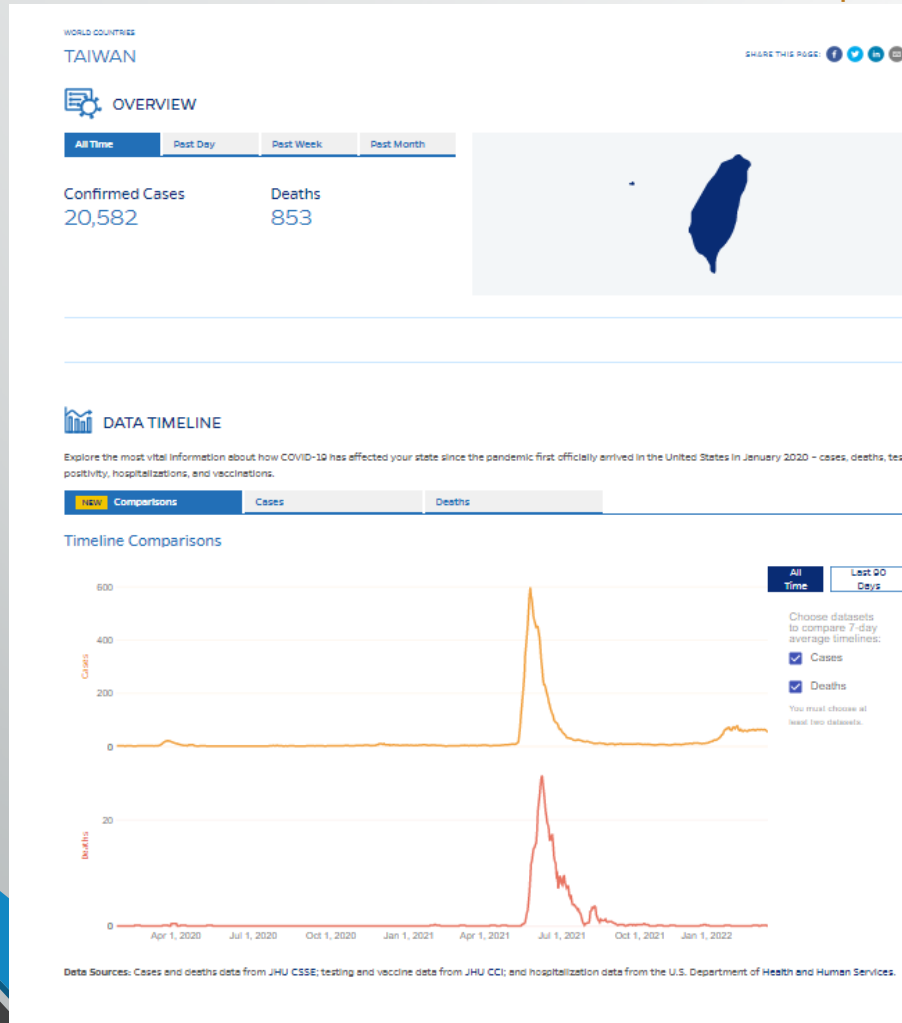 WORLD COUNTRIES
TAIWAN
SHARE THIS PAGE:
OVERVIEW
All Time Past Day Past Week Past Month
Confirmed Cases Deaths
20,582 853
DATA TIMELINE
Explore the most vital information about how COVID-19 has affected your state since the pandemic first officially arrived in the United States in January 2020 – cases, deaths, tes
positivity, hospitalizations, and vaccinations.
NEW Comparisons Cases Deaths
Timeline Comparisons
All Time Last 90 Days
Choose datasets
to compare 7-day
average timelines:
Cases
Deaths
You must choose at
least two datasets.
600
400
200
0
Cases
20
0
Deaths
Apr 1, 2020 Jul 1, 2020 Oct 1, 2020 Jan 1, 2021 Apr 1, 2021 Jul 1, 2021 Oct 1, 2021 Jan 1, 2022
Data Sources: Cases and deaths data from JHU CSSE; testing and vaccine data from JHU CCI; and hospitalization data from the U.S. Department of Health and Human Services.